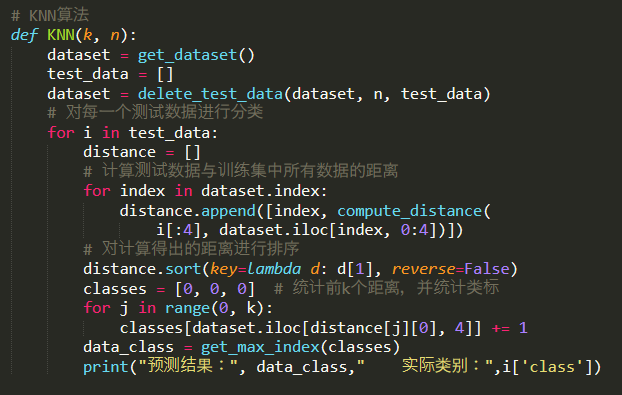 # KNN算法
def KNN(k, n):
    dataset = get_dataset()
    test_data = []
    dataset = delete_test_data(dataset, n, test_data)
    # 对每一个测试数据进行分类
    for i in test_data:
        distance = []
        # 计算测试数据与训练集中所有数据的距离
        for index in dataset.index:
            distance.append([index, compute_distance(
                i[:4], dataset.iloc[index, 0:4])])
        # 对计算得出的距离进行排序
        distance.sort(key=lambda d: d[1], reverse=False)
        classes = [0, 0, 0]  # 统计前k个距离，并统计类标
        for j in range(0, k):
            classes[dataset.iloc[distance[j][0], 4]] += 1
        data_class = get_max_index(classes)
        print("预测结果：", data_class,"    实际类别：",i['class'])